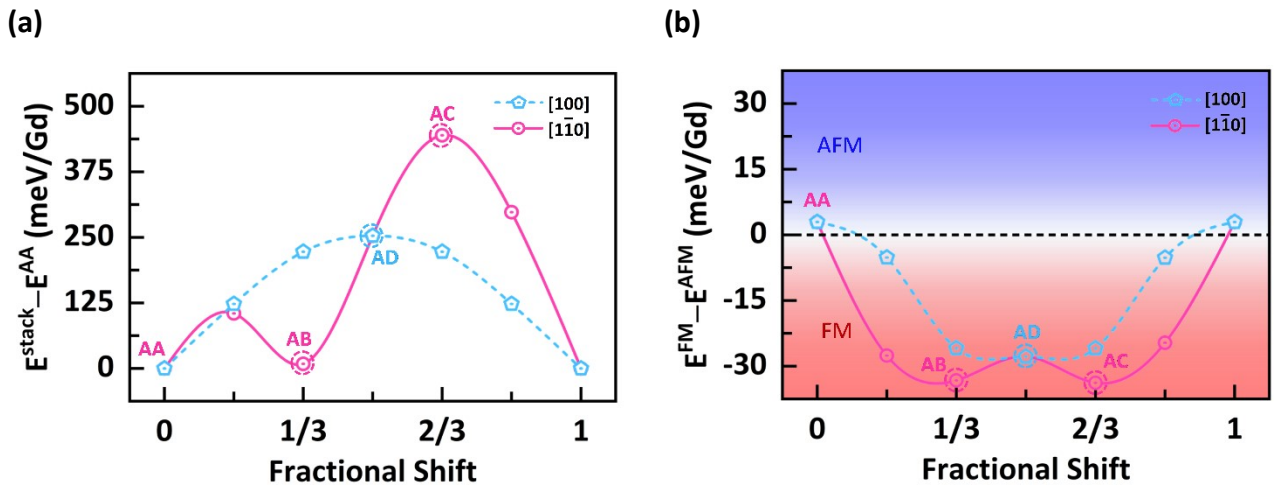 (a)
E^stack_E^AA (meV/Gd)
500
375
250
125
0
[100]
[11̄0]
AC
AD
AA
AB
0
1/3
2/3
1
Fractional Shift
(b)
E^FM_E^AFM (meV/Gd)
30
15
0
-15
-30
[100]
[11̄0]
AFM
AA
FM
AD
AB
AC
0
1/3
2/3
1
Fractional Shift